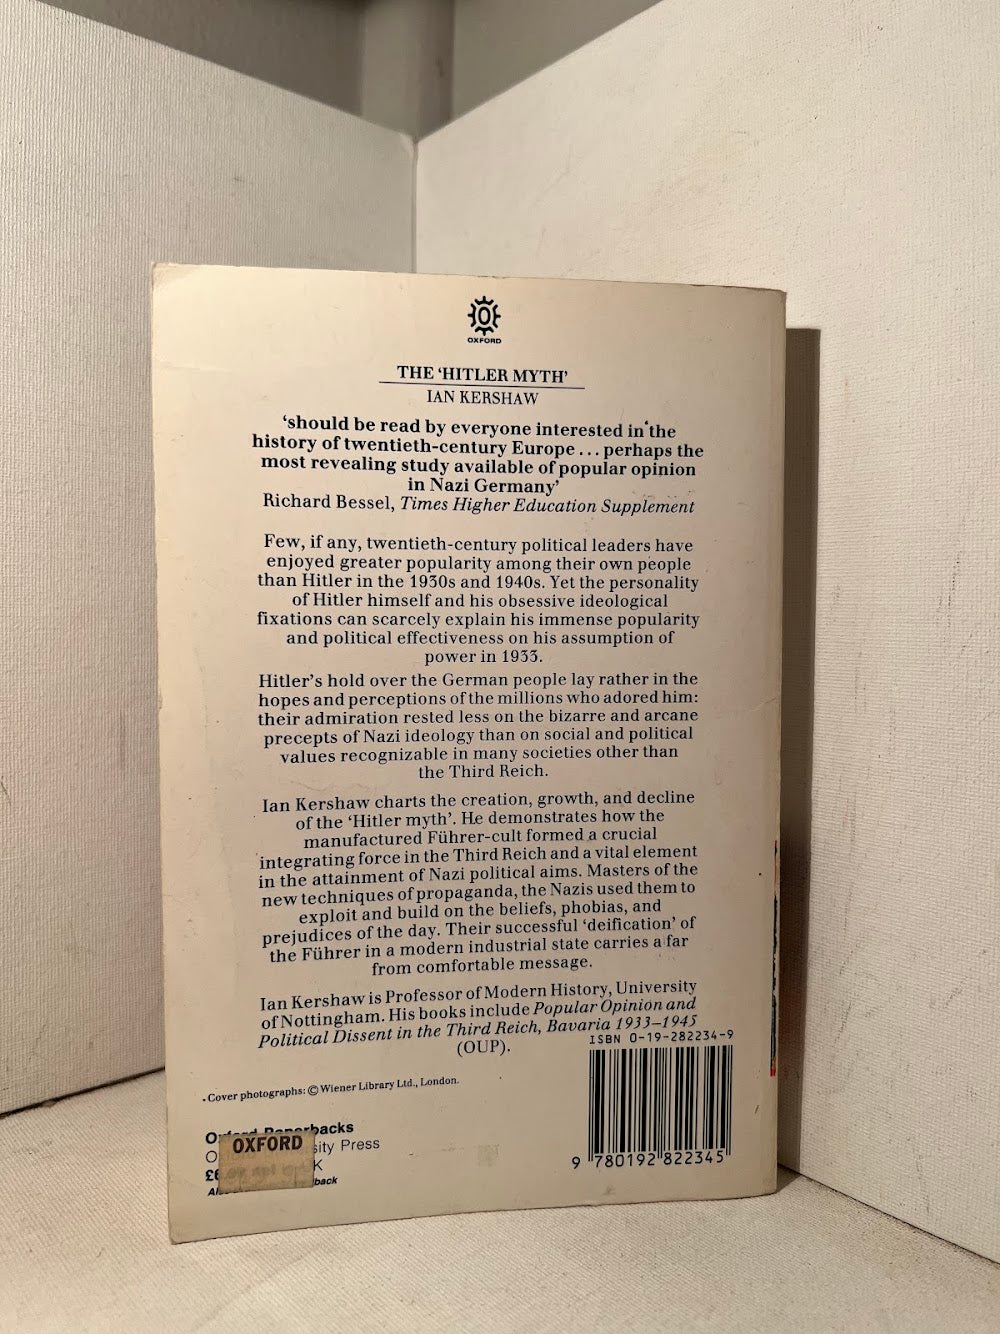 OXFORD
THE ‘HITLER MYTH’
IAN KERSHAW
‘should be read by everyone interested in the
history of twentieth-century Europe ... perhaps the
most revealing study available of popular opinion
in Nazi Germany’
Richard Bessel, Times Higher Education Supplement
Few, if any, twentieth-century political leaders have
enjoyed greater popularity among their own people
than Hitler in the 1930s and 1940s. Yet the personality
of Hitler himself and his obsessive ideological
fixations can scarcely explain his immense popularity
and political effectiveness on his assumption of
power in 1933.
Hitler’s hold over the German people lay rather in the
hopes and perceptions of the millions who adored him:
their admiration rested less on the bizarre and arcane
precepts of Nazi ideology than on social and political
values recognizable in many societies other than
the Third Reich.
Ian Kershaw charts the creation, growth, and decline
of the ‘Hitler myth’. He demonstrates how the
manufactured Führer-cult formed a crucial
integrating force in the Third Reich and a vital element
in the attainment of Nazi political aims. Masters of the
new techniques of propaganda, the Nazis used them to
exploit and build on the beliefs, phobias, and
prejudices of the day. Their successful ‘deification’ of
the Führer in a modern industrial state carries a far
from comfortable message.
Ian Kershaw is Professor of Modern History, University
of Nottingham. His books include Popular Opinion and
Political Dissent in the Third Reich, Bavaria 1933–1945
(OUP).
ISBN 0-19-282234-9
Cover photographs: © Wiener Library Ltd., London.
9 780192 822345
OXFORD
Press